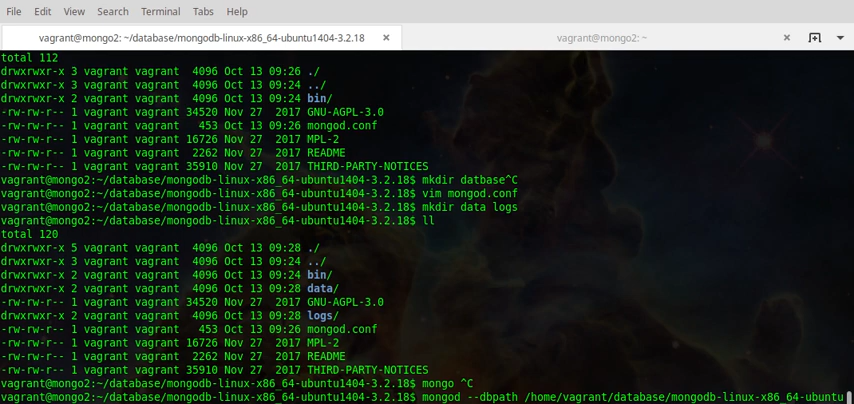 File Edit View Search Terminal Tabs Help
vagrant@mongo2: ~/database/mongodb-linux-x86_64-ubuntu1404-3.2.18 × vagrant@mongo2: ~ ×
total 112
drwxrwxr-x 3 vagrant vagrant  4096 Oct 13 09:26 ./
drwxrwxr-x 3 vagrant vagrant  4096 Oct 13 09:24 ../
drwxrwxr-x 2 vagrant vagrant  4096 Oct 13 09:24 bin/
-rw-rw-r-- 1 vagrant vagrant 34520 Nov 27  2017 GNU-AGPL-3.0
-rw-rw-r-- 1 vagrant vagrant   453 Oct 13 09:26 mongod.conf
-rw-rw-r-- 1 vagrant vagrant 16726 Nov 27  2017 MPL-2
-rw-rw-r-- 1 vagrant vagrant  2262 Nov 27  2017 README
-rw-rw-r-- 1 vagrant vagrant 35910 Nov 27  2017 THIRD-PARTY-NOTICES
vagrant@mongo2:~/database/mongodb-linux-x86_64-ubuntu1404-3.2.18$ mkdir datbase^C
vagrant@mongo2:~/database/mongodb-linux-x86_64-ubuntu1404-3.2.18$ vim mongod.conf
vagrant@mongo2:~/database/mongodb-linux-x86_64-ubuntu1404-3.2.18$ mkdir data logs
vagrant@mongo2:~/database/mongodb-linux-x86_64-ubuntu1404-3.2.18$ ll
total 120
drwxrwxr-x 5 vagrant vagrant  4096 Oct 13 09:28 ./
drwxrwxr-x 3 vagrant vagrant  4096 Oct 13 09:24 ../
drwxrwxr-x 2 vagrant vagrant  4096 Oct 13 09:24 bin/
drwxrwxr-x 2 vagrant vagrant  4096 Oct 13 09:28 data/
-rw-rw-r-- 1 vagrant vagrant 34520 Nov 27  2017 GNU-AGPL-3.0
drwxrwxr-x 2 vagrant vagrant  4096 Oct 13 09:28 logs/
-rw-rw-r-- 1 vagrant vagrant   453 Oct 13 09:26 mongod.conf
-rw-rw-r-- 1 vagrant vagrant 16726 Nov 27  2017 MPL-2
-rw-rw-r-- 1 vagrant vagrant  2262 Nov 27  2017 README
-rw-rw-r-- 1 vagrant vagrant 35910 Nov 27  2017 THIRD-PARTY-NOTICES
vagrant@mongo2:~/database/mongodb-linux-x86_64-ubuntu1404-3.2.18$ mongo ^C
vagrant@mongo2:~/database/mongodb-linux-x86_64-ubuntu1404-3.2.18$ mongod --dbpath /home/vagrant/database/mongodb-linux-x86_64-ubuntu